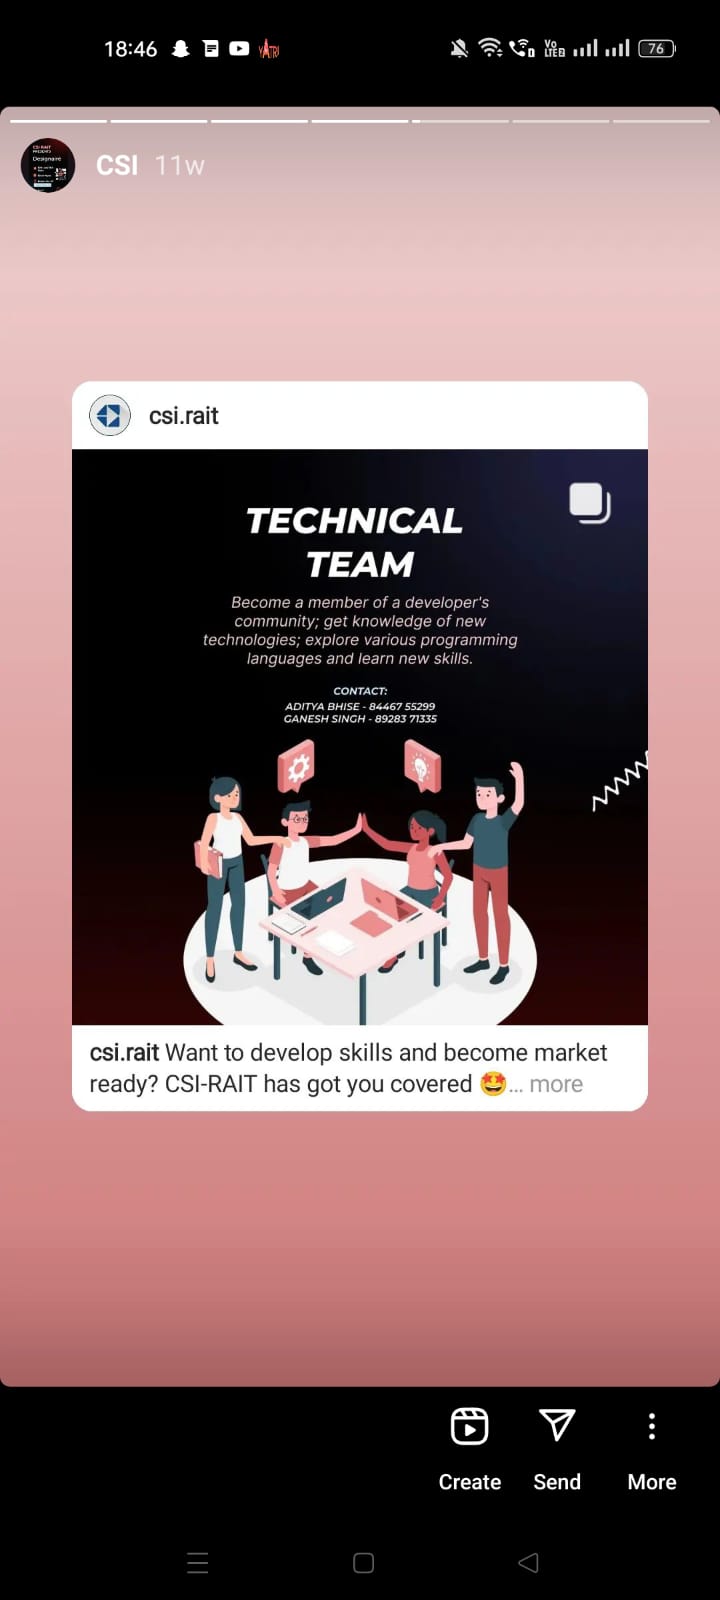 18:46
VoLTE2 76
CSI 11w
csi.rait
TECHNICAL
TEAM
Become a member of a developer's
community; get knowledge of new
technologies; explore various programming
languages and learn new skills.
CONTACT:
ADITYA BHISE - 84467 55299
GANESH SINGH - 89283 71335
csi.rait Want to develop skills and become market
ready? CSI-RAIT has got you covered 🤩... more
Create Send More